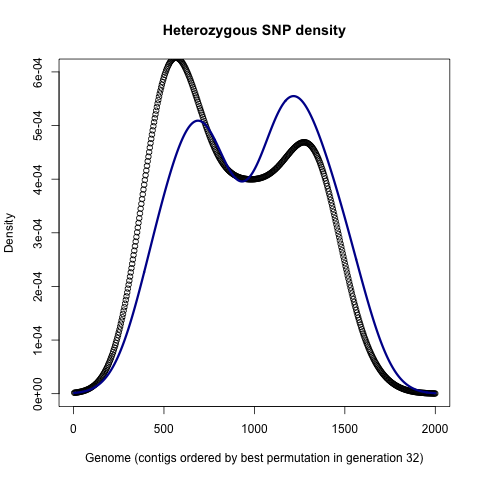 Heterozygous SNP density
6e-04
5e-04
4e-04
3e-04
2e-04
1e-04
0e+00
Density
0 500 1000 1500 2000
Genome (contigs ordered by best permutation in generation 32)